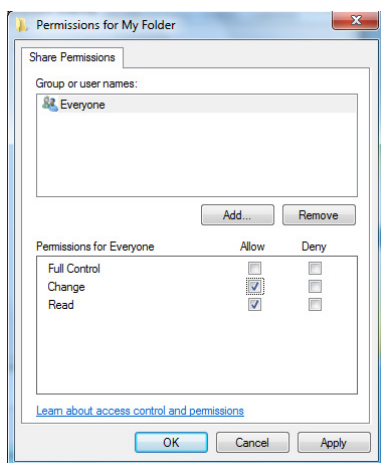 Permissions for My Folder
Share Permissions
Group or user names:
Everyone
Add... Remove
Permissions for Everyone Allow Deny
Full Control
Change
Read
Learn about access control and permissions
OK Cancel Apply